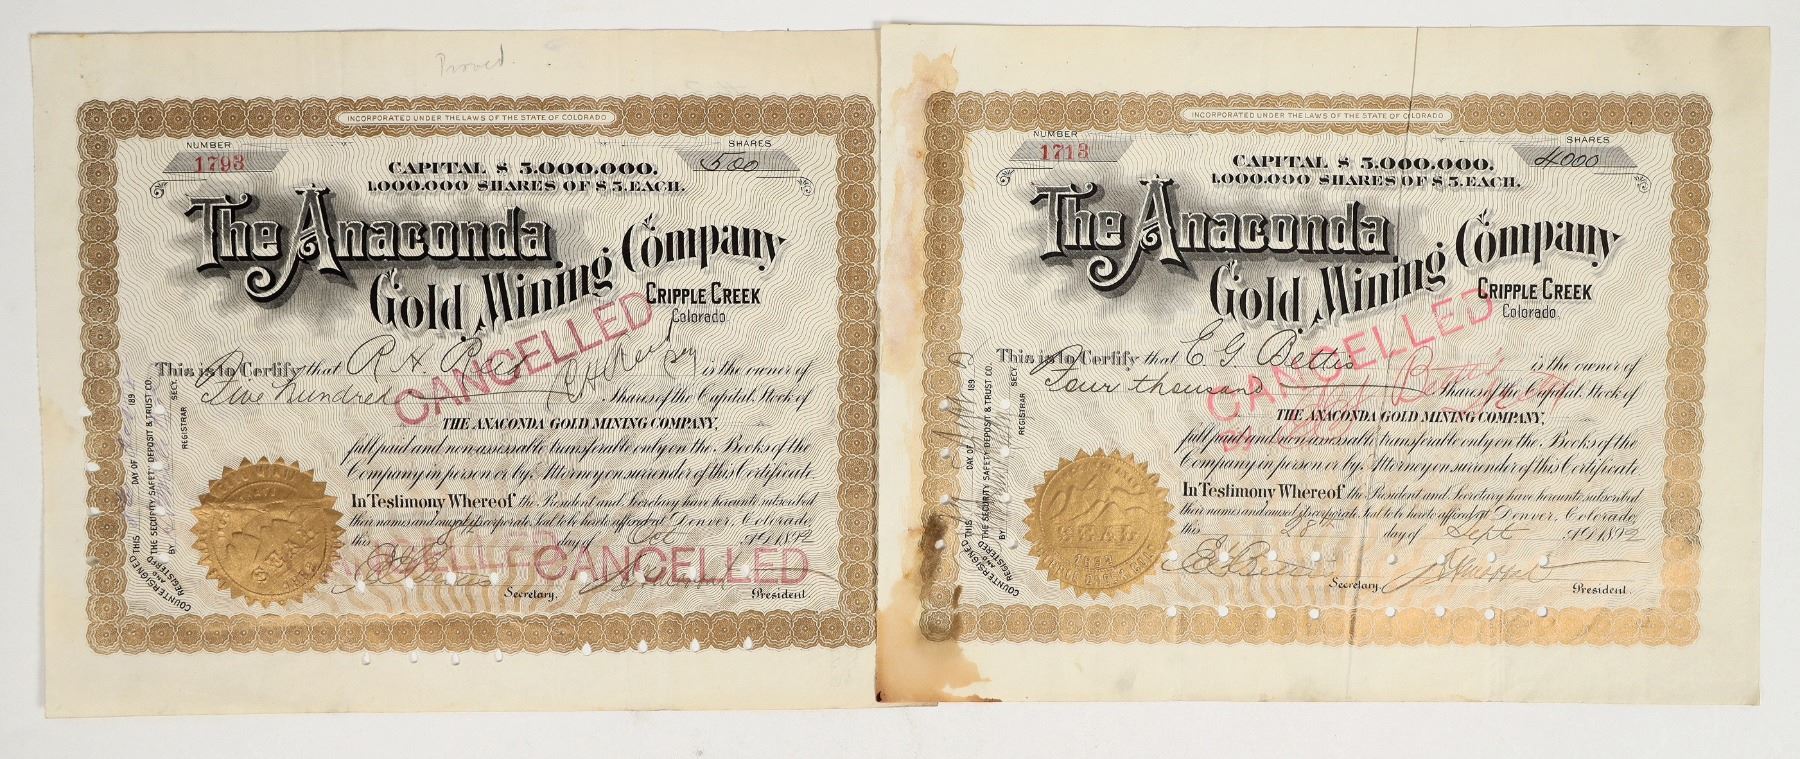 Proved.
INCORPORATED UNDER THE LAWS OF THE STATE OF COLORADO
NUMBER
1793
SHARES
500
CAPITAL $ 5.000.000.
1.000.000 SHARES OF $ 5. EACH.
The Anaconda
Gold Mining Company
CRIPPLE CREEK
Colorado
This is to Certify that R. H. is the owner of
Five hundred Shares of the Capital Stock of
THE ANACONDA GOLD MINING COMPANY,
full paid and non-assessable transferable only on the Books of the
Company in person or by Attorney on surrender of this Certificate.
In Testimony Whereof the President and Secretary have hereunto subscribed
their names and caused its corporate Seal to be hereto affixed at Denver, Colorado,
this day of Oct A.D. 1892
Secretary.
President.
CANCELLED
CANCELLED
COUNTERSIGNED THIS DAY OF 189
AND
REGISTERED THE SECURITY SAFETY DEPOSIT & TRUST CO.
BY SECY.
REGISTRAR
SEAL
INCORPORATED UNDER THE LAWS OF THE STATE OF COLORADO
NUMBER
1713
SHARES
4000
CAPITAL $ 5.000.000.
1.000.000 SHARES OF $ 5. EACH.
The Anaconda
Gold Mining Company
CRIPPLE CREEK
Colorado.
This is to Certify that E G Bettis is the owner of
Four thousand Shares of the Capital Stock of
THE ANACONDA GOLD MINING COMPANY,
full paid and non-assessable transferable only on the Books of the
Company in person or by Attorney on surrender of this Certificate.
In Testimony Whereof the President and Secretary have hereunto subscribed
their names and caused its corporate Seal to be hereto affixed at Denver, Colorado,
this 28th day of Sept A.D. 1892
Secretary.
President.
CANCELLED
COUNTERSIGNED THIS DAY OF 189
AND
REGISTERED THE SECURITY SAFETY DEPOSIT & TRUST CO.
BY SECY.
REGISTRAR
SEAL
1892